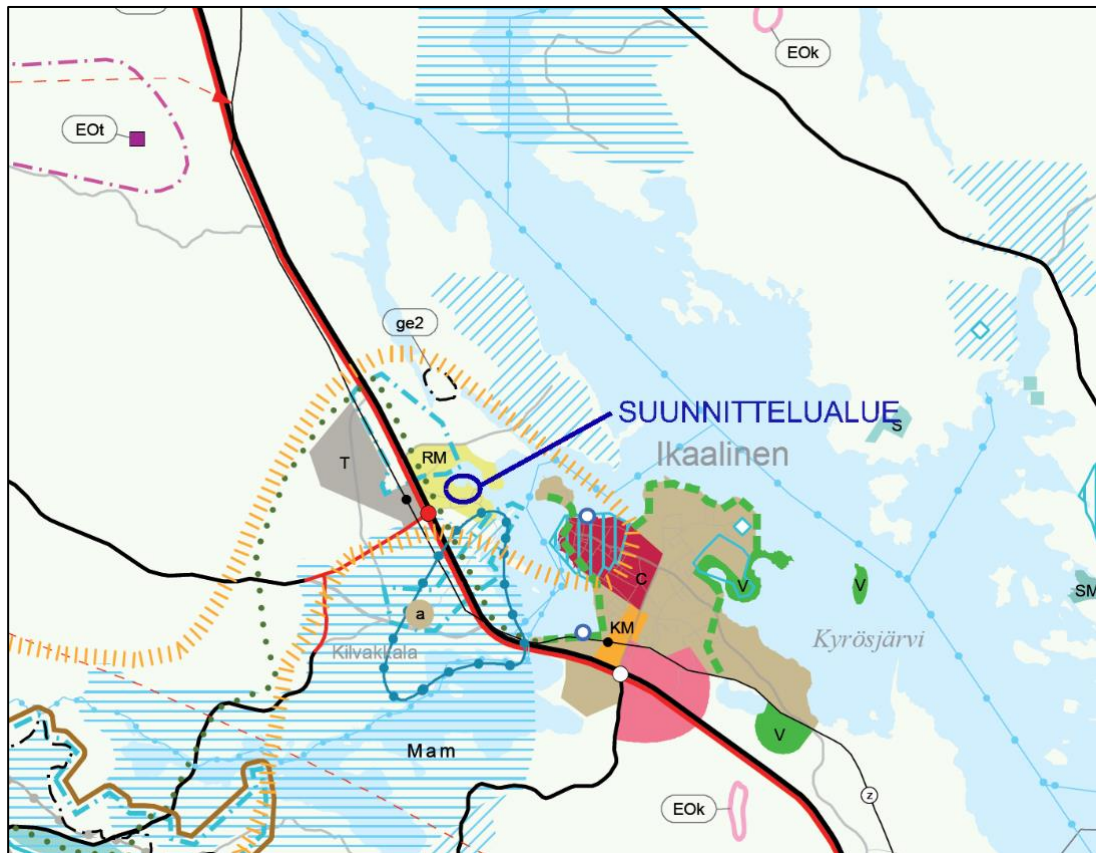 EOk
EOt
ge2
SUUNNITTELUALUE
Ikaalinen
RM
T
S
C
V
V
SM
a
KM
Kilvakkala
Kyrösjärvi
V
Mam
z
EOk